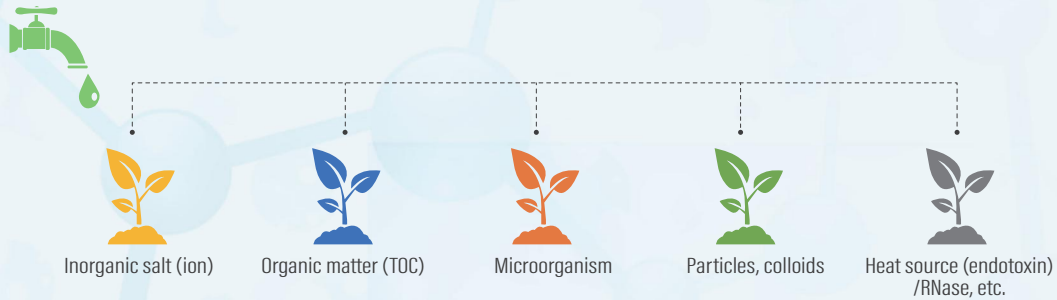 Inorganic salt (ion)
Organic matter (TOC)
Microorganism
Particles, colloids
Heat source (endotoxin)
/RNase, etc.